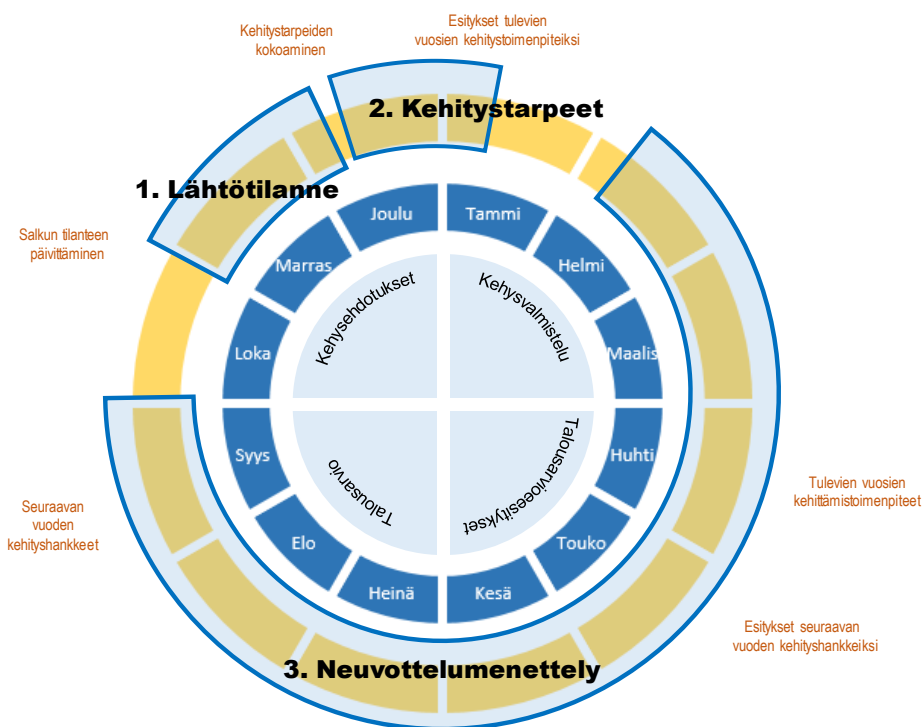 Kehitystarpeiden
kokoaminen
Esitykset tulevien
vuosien kehitystoimenpiteiksi
2. Kehitystarpeet
1. Lähtötilanne
Salkun tilanteen
päivittäminen
Joulu
Tammi
Marras
Helmi
Loka
Maalis
Syys
Huhti
Elo
Touko
Heinä
Kesä
Kehysehdotukset
Kehysvalmistelu
Talousarvio
Talousarvioeesitykset
Seuraavan
vuoden
kehityshankkeet
Tulevien vuosien
kehittämistoimenpiteet
Esitykset seuraavan
vuoden kehityshankkeiksi
3. Neuvottelumenettely